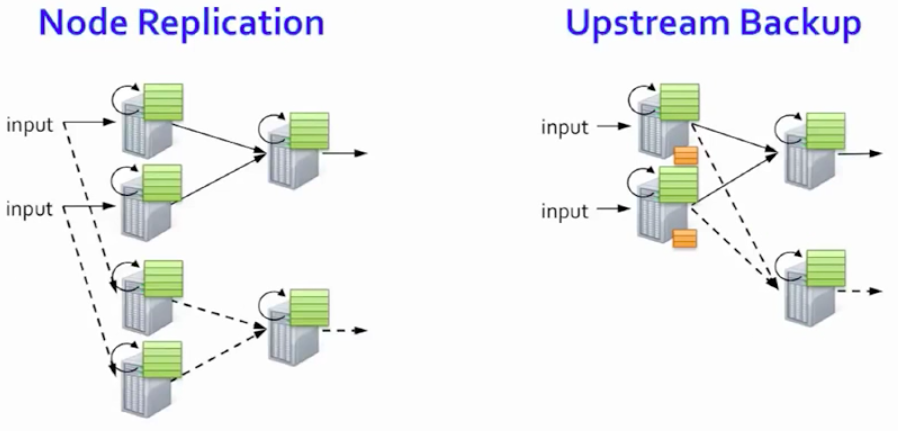 Node Replication
Upstream Backup
input
input
input
input